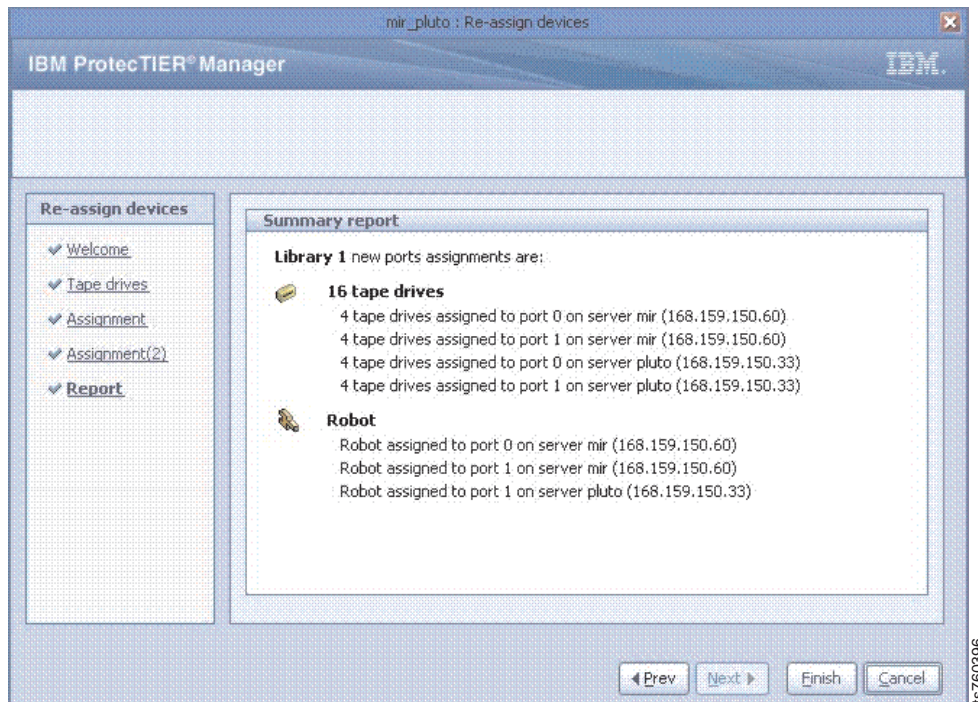 mir_pluto : Re-assign devices
IBM ProtecTIER® Manager
IBM.
Re-assign devices
Welcome
Tape drives
Assignment
Assignment(2)
Report
Summary report
Library 1 new ports assignments are:
16 tape drives
4 tape drives assigned to port 0 on server mir (168.159.150.60)
4 tape drives assigned to port 1 on server mir (168.159.150.60)
4 tape drives assigned to port 0 on server pluto (168.159.150.33)
4 tape drives assigned to port 1 on server pluto (168.159.150.33)
Robot
Robot assigned to port 0 on server mir (168.159.150.60)
Robot assigned to port 1 on server mir (168.159.150.60)
Robot assigned to port 1 on server pluto (168.159.150.33)
Prev
Next
Finish
Cancel